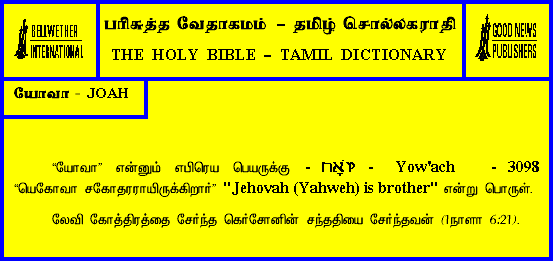 BELLWETHER
INTERNATIONAL
பரிசுத்த வேதாகமம் – தமிழ் சொல்லகராதி
THE HOLY BIBLE – TAMIL DICTIONARY
GOOD NEWS
PUBLISHERS
யோவா - JOAH
“யோவா” என்னும் எபிரெய பெயருக்கு - יוֹאָח - Yow'ach - 3098
“யெகோவா சகோதரராயிருக்கிறார்” "Jehovah (Yahweh) is brother" என்று பொருள்.
லேவி கோத்திரத்தை சேர்ந்த கெர்சோனின் சந்ததியை சேர்ந்தவன் (1நாளா 6:21).